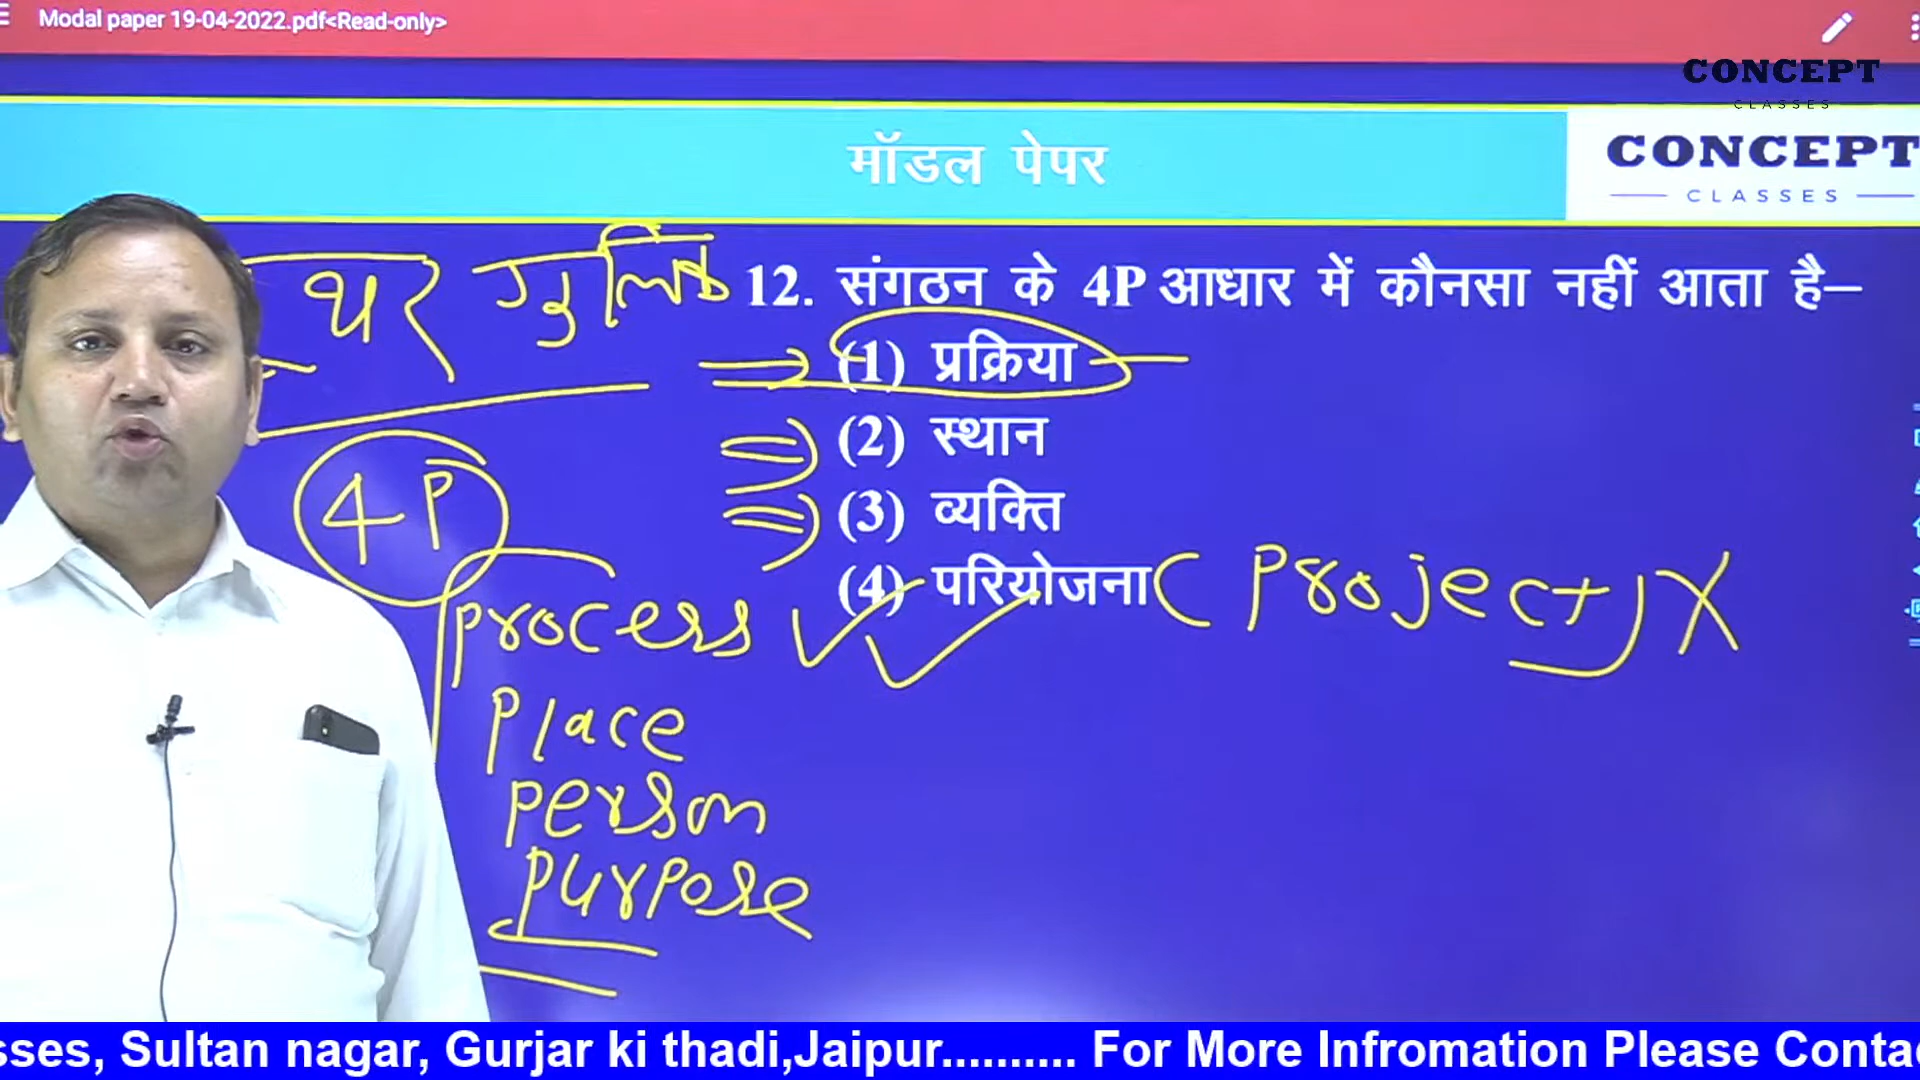 Modal paper 19-04-2022.pdf<Read-only>
CONCEPT
CLASSES
मॉडल पेपर
CONCEPT
CLASSES
थर गुलिक
12. संगठन के 4P आधार में कौनसा नहीं आता है–
(1) प्रक्रिया
(2) स्थान
(3) व्यक्ति
(4) परियोजना (Project) X
4P
process
place
person
purpose
sses, Sultan nagar, Gurjar ki thadi,Jaipur.......... For More Infromation Please Conta